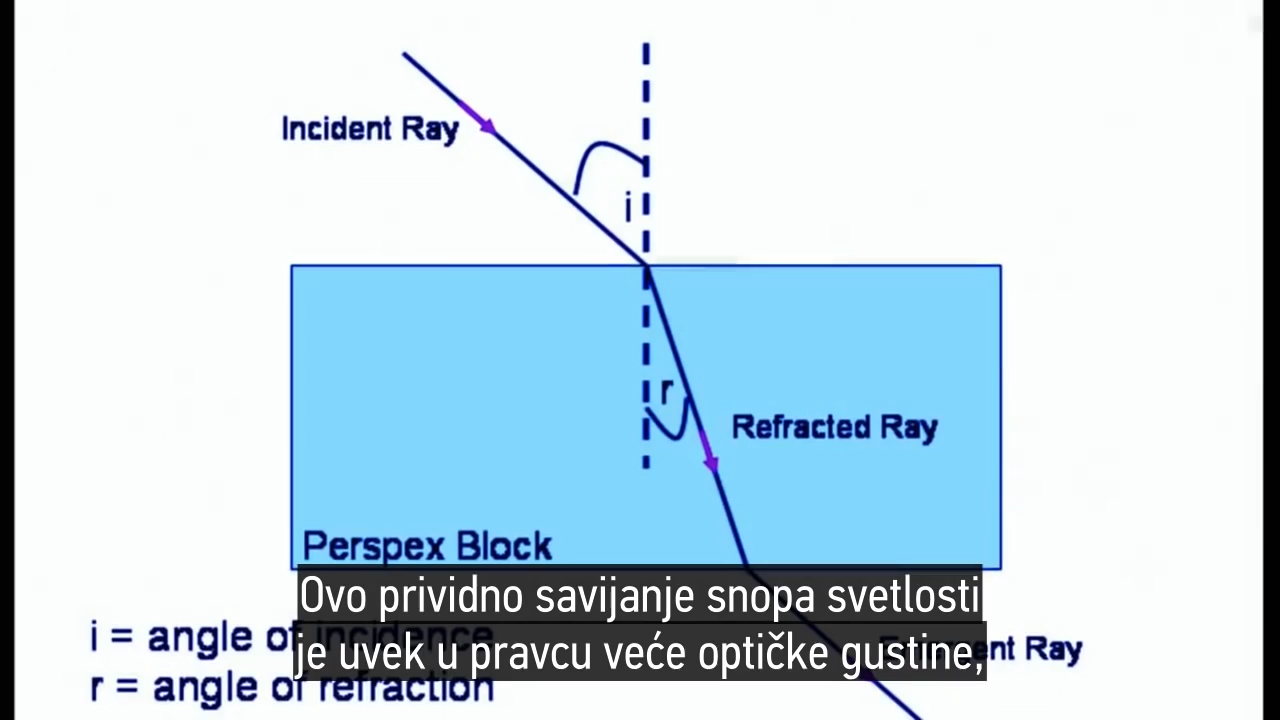 Incident Ray
i
r
Refracted Ray
Perspex Block
Ovo prividno savijanje snopa svetlosti
je uvek u pravcu veće optičke gustine,
i = angle of incidence
r = angle of refraction
Ray